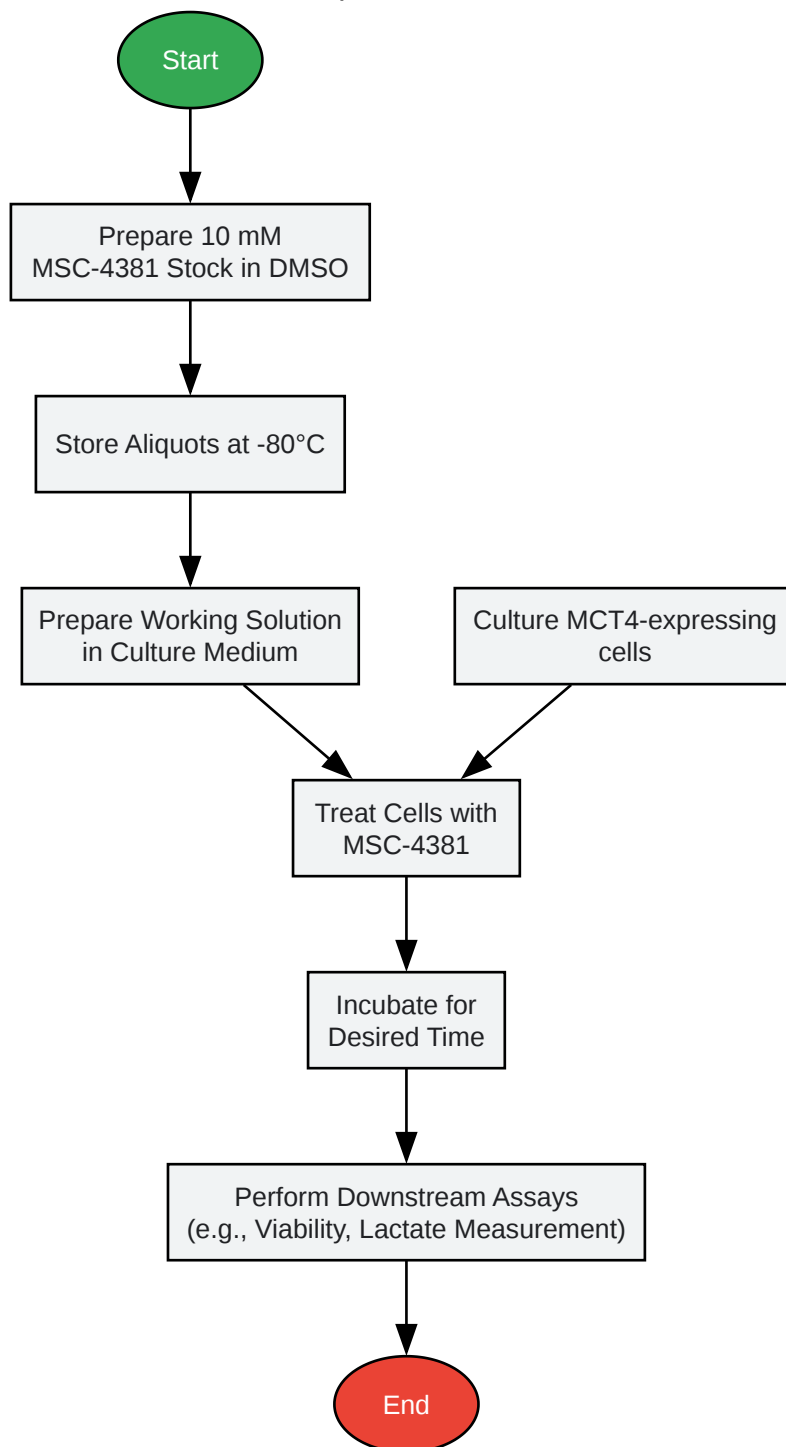 Start
Prepare 10 mM
MSC-4381 Stock in DMSO
Store Aliquots at -80°C
Prepare Working Solution
in Culture Medium
Culture MCT4-expressing
cells
Treat Cells with
MSC-4381
Incubate for
Desired Time
Perform Downstream Assays
(e.g., Viability, Lactate Measurement)
End